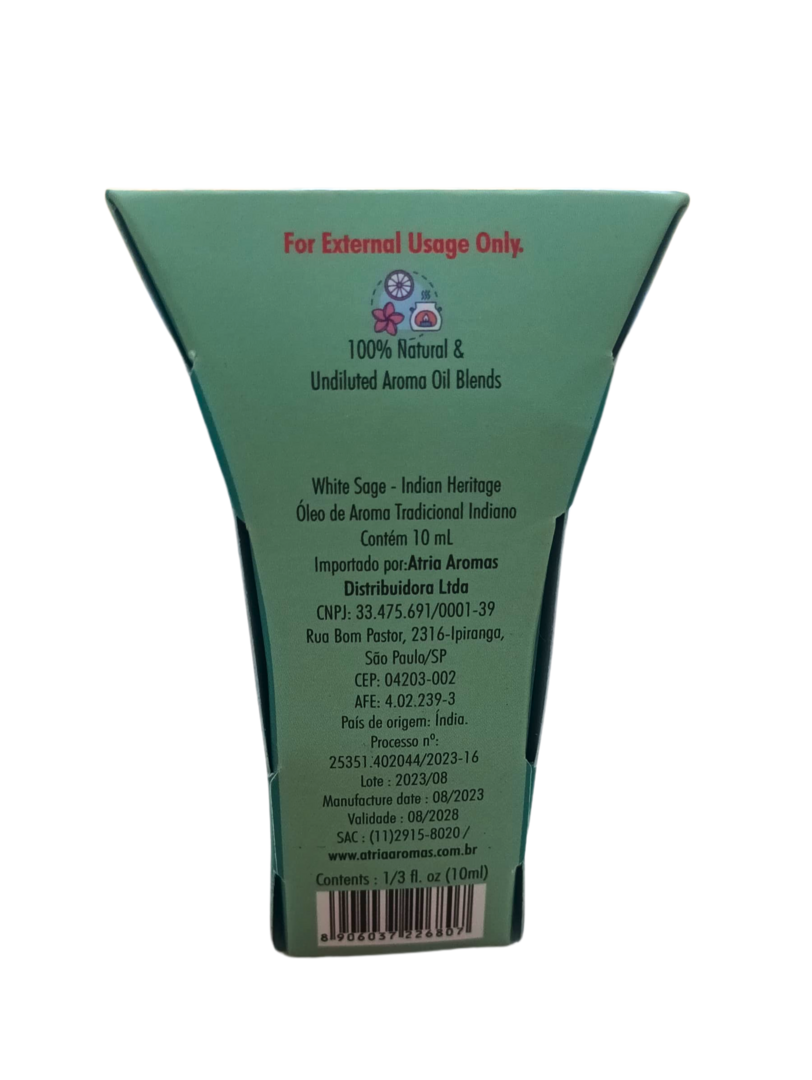 For External Usage Only.
100% Natural &
Undiluted Aroma Oil Blends
White Sage - Indian Heritage
Óleo de Aroma Tradicional Indiano
Contém 10 mL
Importado por:Atria Aromas
Distribuidora Ltda
CNPJ: 33.475.691/0001-39
Rua Bom Pastor, 2316-Ipiranga,
São Paulo/SP
CEP: 04203-002
AFE: 4.02.239-3
País de origem: Índia.
Processo nº:
25351.402044/2023-16
Lote : 2023/08
Manufacture date : 08/2023
Validade : 08/2028
SAC : (11)2915-8020 /
www.atriaaromas.com.br
Contents : 1/3 fl. oz (10ml)
8 906037 226807